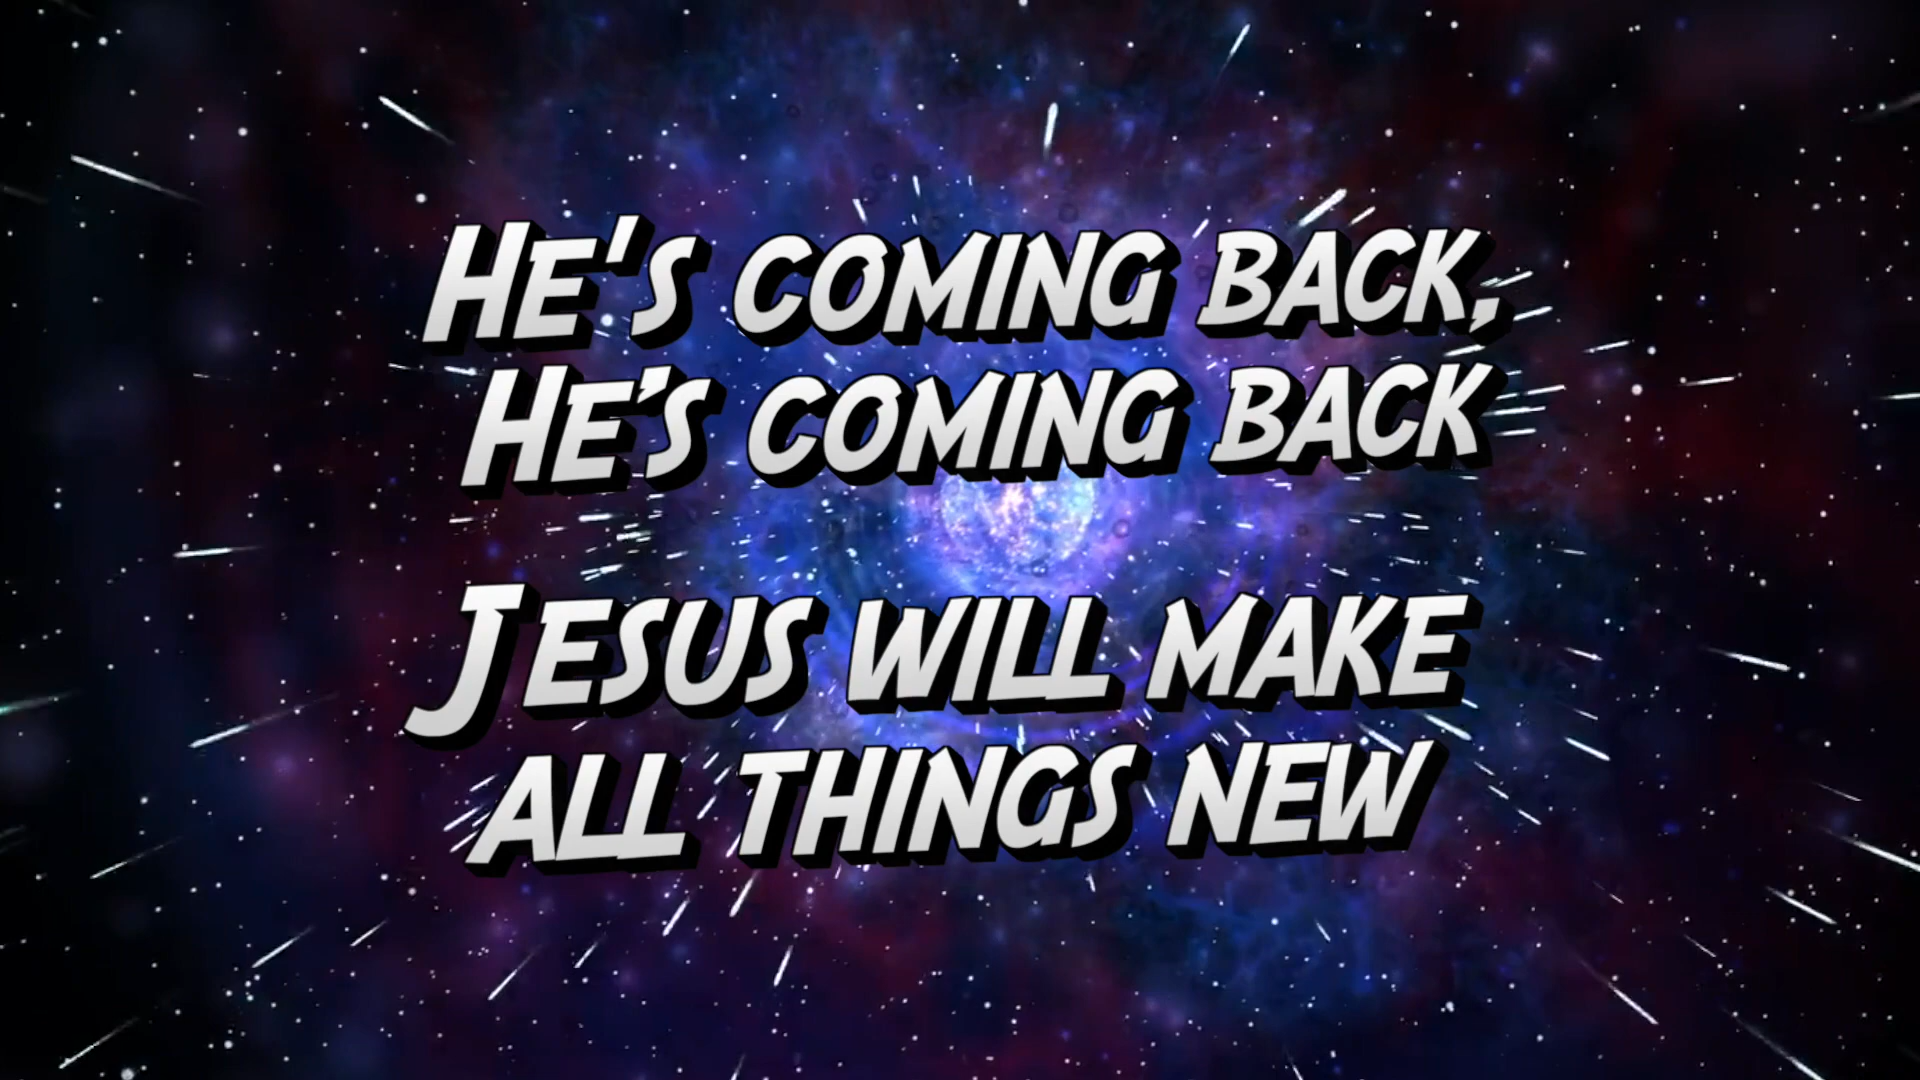 He's coming back,
He's coming back
Jesus will make
all things new